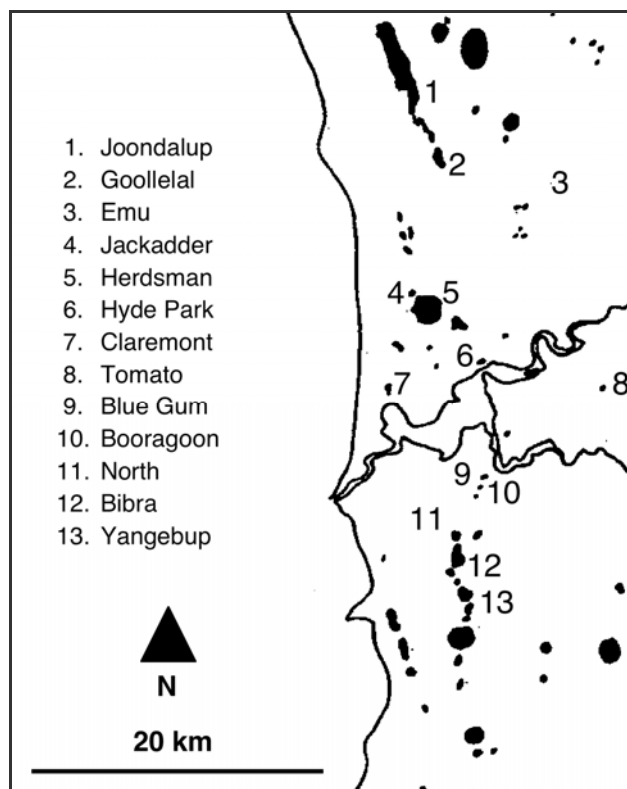 1. Joondalup
2. Goollelal
3. Emu
4. Jackadder
5. Herdsman
6. Hyde Park
7. Claremont
8. Tomato
9. Blue Gum
10. Booragoon
11. North
12. Bibra
13. Yangebup
N
20 km
1
2
3
4 5
6
7 8
9
10
11
12
13